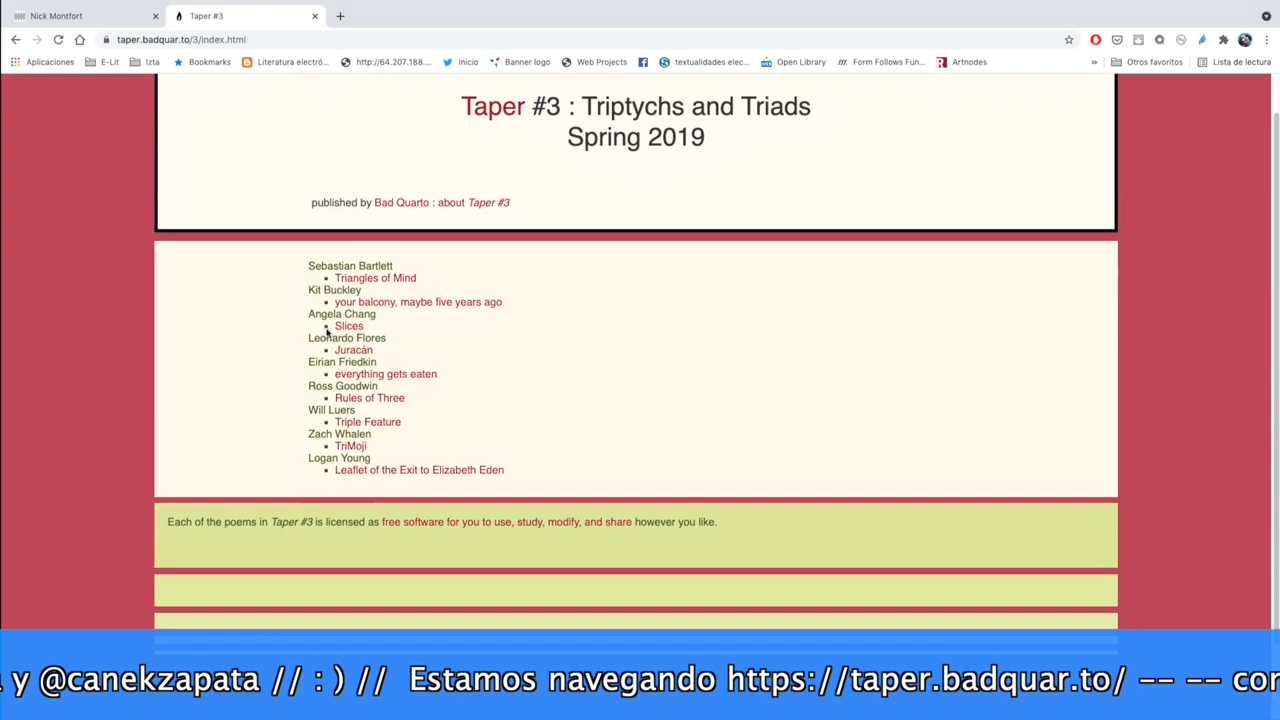 Nick Montfort
Taper #3
taper.badquar.to/3/index.html
Aplicaciones E-Lit Izta Bookmarks Literatura electró... http://64.207.188.... Inicio Banner logo Web Projects textualidades elec... Open Library Form Follows Fun... Artnodes » Otros favoritos Lista de lectura
Taper #3 : Triptychs and Triads
Spring 2019
published by Bad Quarto : about Taper #3
Sebastian Bartlett
Triangles of Mind
Kit Buckley
your balcony, maybe five years ago
Angela Chang
Slices
Leonardo Flores
Juracán
Eirian Friedkin
everything gets eaten
Ross Goodwin
Rules of Three
Will Luers
Triple Feature
Zach Whalen
TriMoji
Logan Young
Leaflet of the Exit to Elizabeth Eden
Each of the poems in Taper #3 is licensed as free software for you to use, study, modify, and share however you like.
y @canekzapata // : ) // Estamos navegando https://taper.badquar.to/ -- -- con